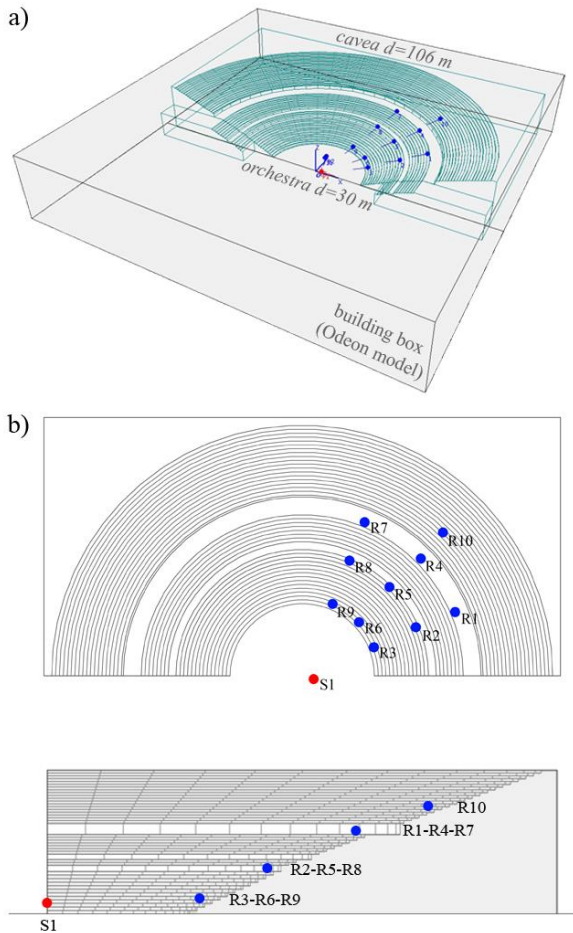 a)
cavea d=106 m
orchestra d=30 m
building box
(Odeon model)
b)
R7
R10
R4
R8
R5
R9
R1
R6
R2
R3
S1
R10
R1-R4-R7
R2-R5-R8
R3-R6-R9
S1